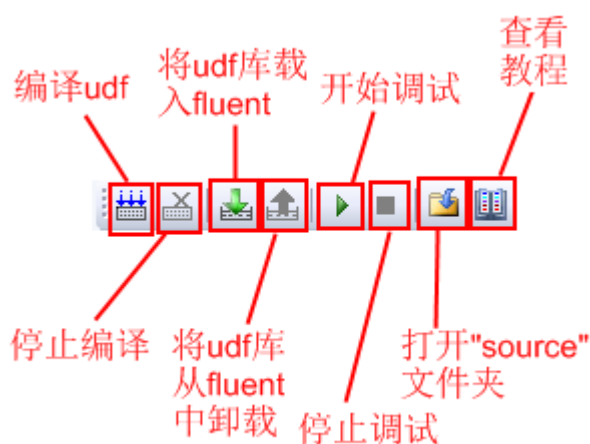 编译udf
将udf库载
入fluent
开始调试
查看
教程
停止编译
将udf库
从fluent
中卸载
停止调试
打开"source"
文件夹